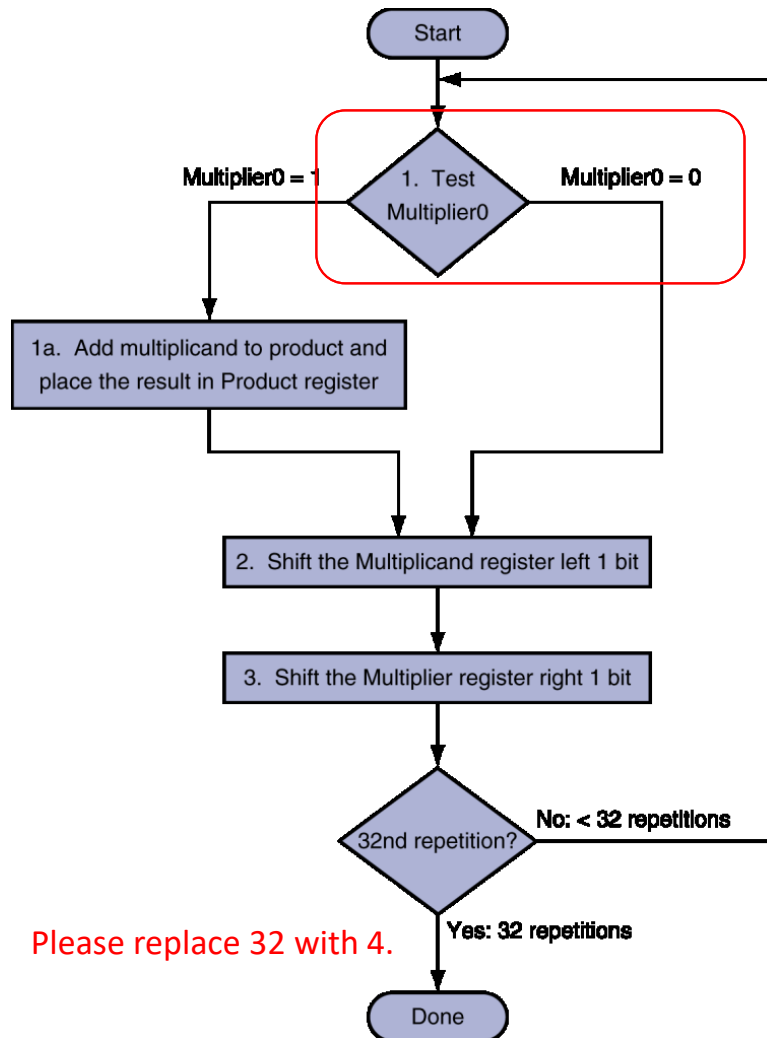 Start
Multiplier0 = 1
1. Test
Multiplier0
Multiplier0 = 0
1a. Add multiplicand to product and
place the result in Product register
2. Shift the Multiplicand register left 1 bit
3. Shift the Multiplier register right 1 bit
No: < 32 repetitions
32nd repetition?
Yes: 32 repetitions
Please replace 32 with 4.
Done